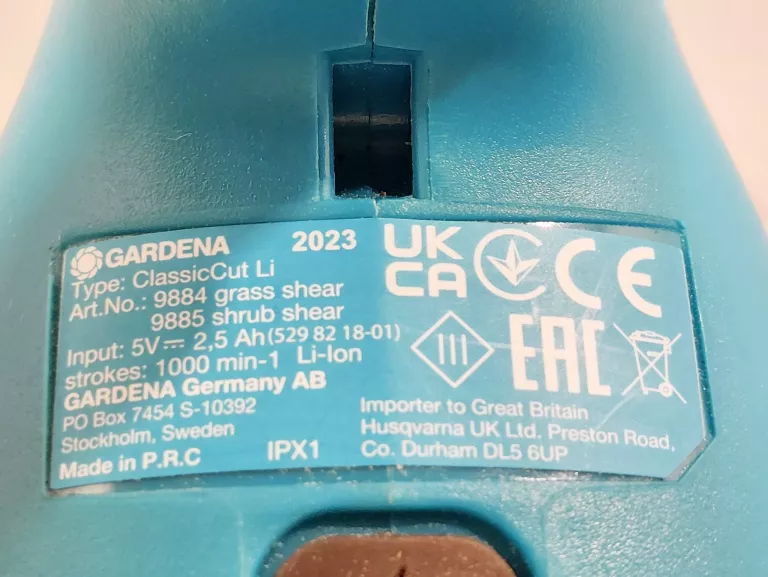 GARDENA 2023
Type: ClassicCut Li
Art.No.: 9884 grass shear
9885 shrub shear
Input: 5V⎓ 2,5 Ah (529 82 18-01)
strokes: 1000 min-1 Li-Ion
GARDENA Germany AB
PO Box 7454 S-10392
Stockholm, Sweden
Made in P.R.C IPX1
UK
CA
CE
III
EAC
Importer to Great Britain
Husqvarna UK Ltd. Preston Road,
Co. Durham DL5 6UP